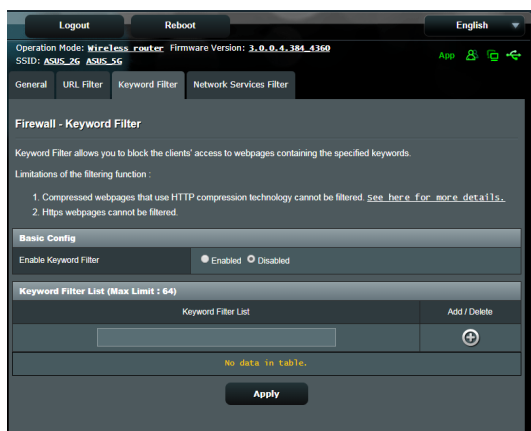 Logout Reboot English
Operation Mode: Wireless router Firmware Version: 3.0.0.4.384_4360
SSID: ASUS_2G ASUS_5G
App
General URL Filter Keyword Filter Network Services Filter
Firewall - Keyword Filter
Keyword Filter allows you to block the clients' access to webpages containing the specified keywords.
Limitations of the filtering function :
1. Compressed webpages that use HTTP compression technology cannot be filtered. See here for more details.
2. Https webpages cannot be filtered.
Basic Config
Enable Keyword Filter Enabled Disabled
Keyword Filter List (Max Limit : 64)
Keyword Filter List Add / Delete
No data in table.
Apply